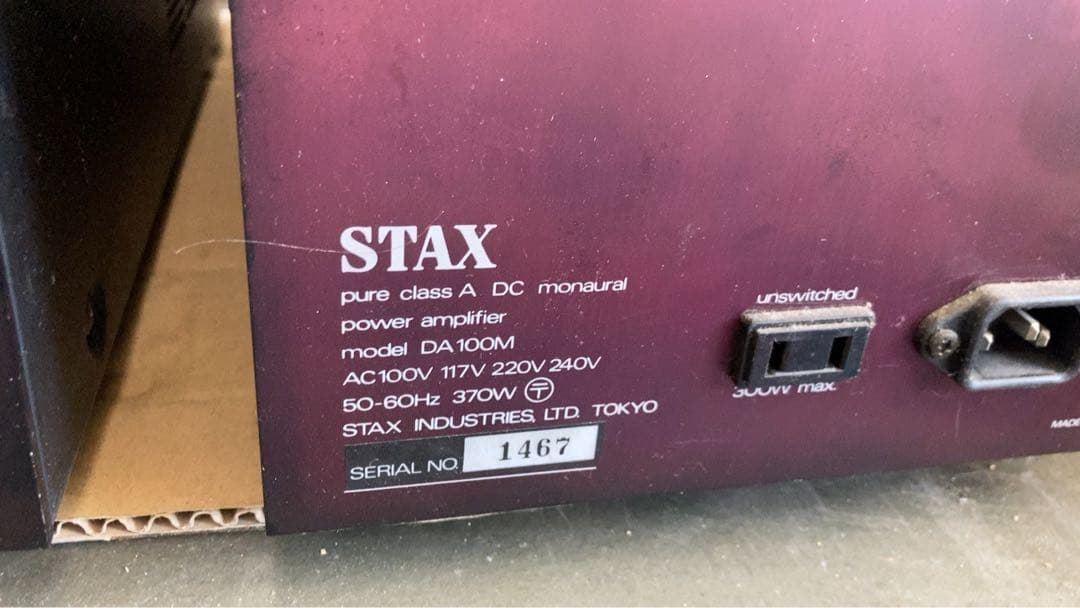 STAX
pure class A DC monaural
power amplifier
model DA100M
AC100V 117V 220V 240V
50-60Hz 370W 〒
STAX INDUSTRIES, LTD. TOKYO
SERIAL NO. 1467
unswitched
300W max.
MADE